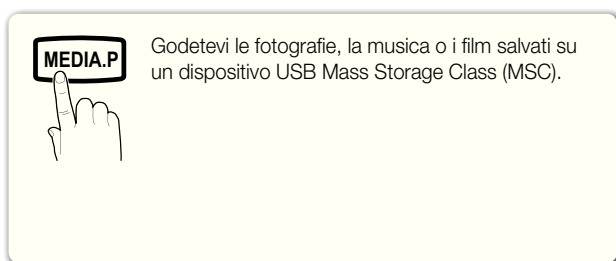 MEDIA.P
Godetevi le fotografie, la musica o i film salvati su
un dispositivo USB Mass Storage Class (MSC).